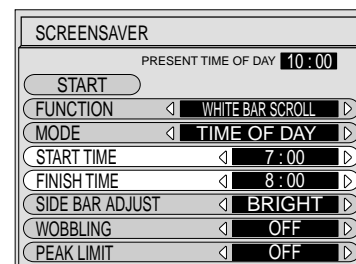 SCREENSAVER
PRESENT TIME OF DAY 10 : 00
START
FUNCTION WHITE BAR SCROLL
MODE TIME OF DAY
START TIME 7 : 00
FINISH TIME 8 : 00
SIDE BAR ADJUST BRIGHT
WOBBLING OFF
PEAK LIMIT OFF